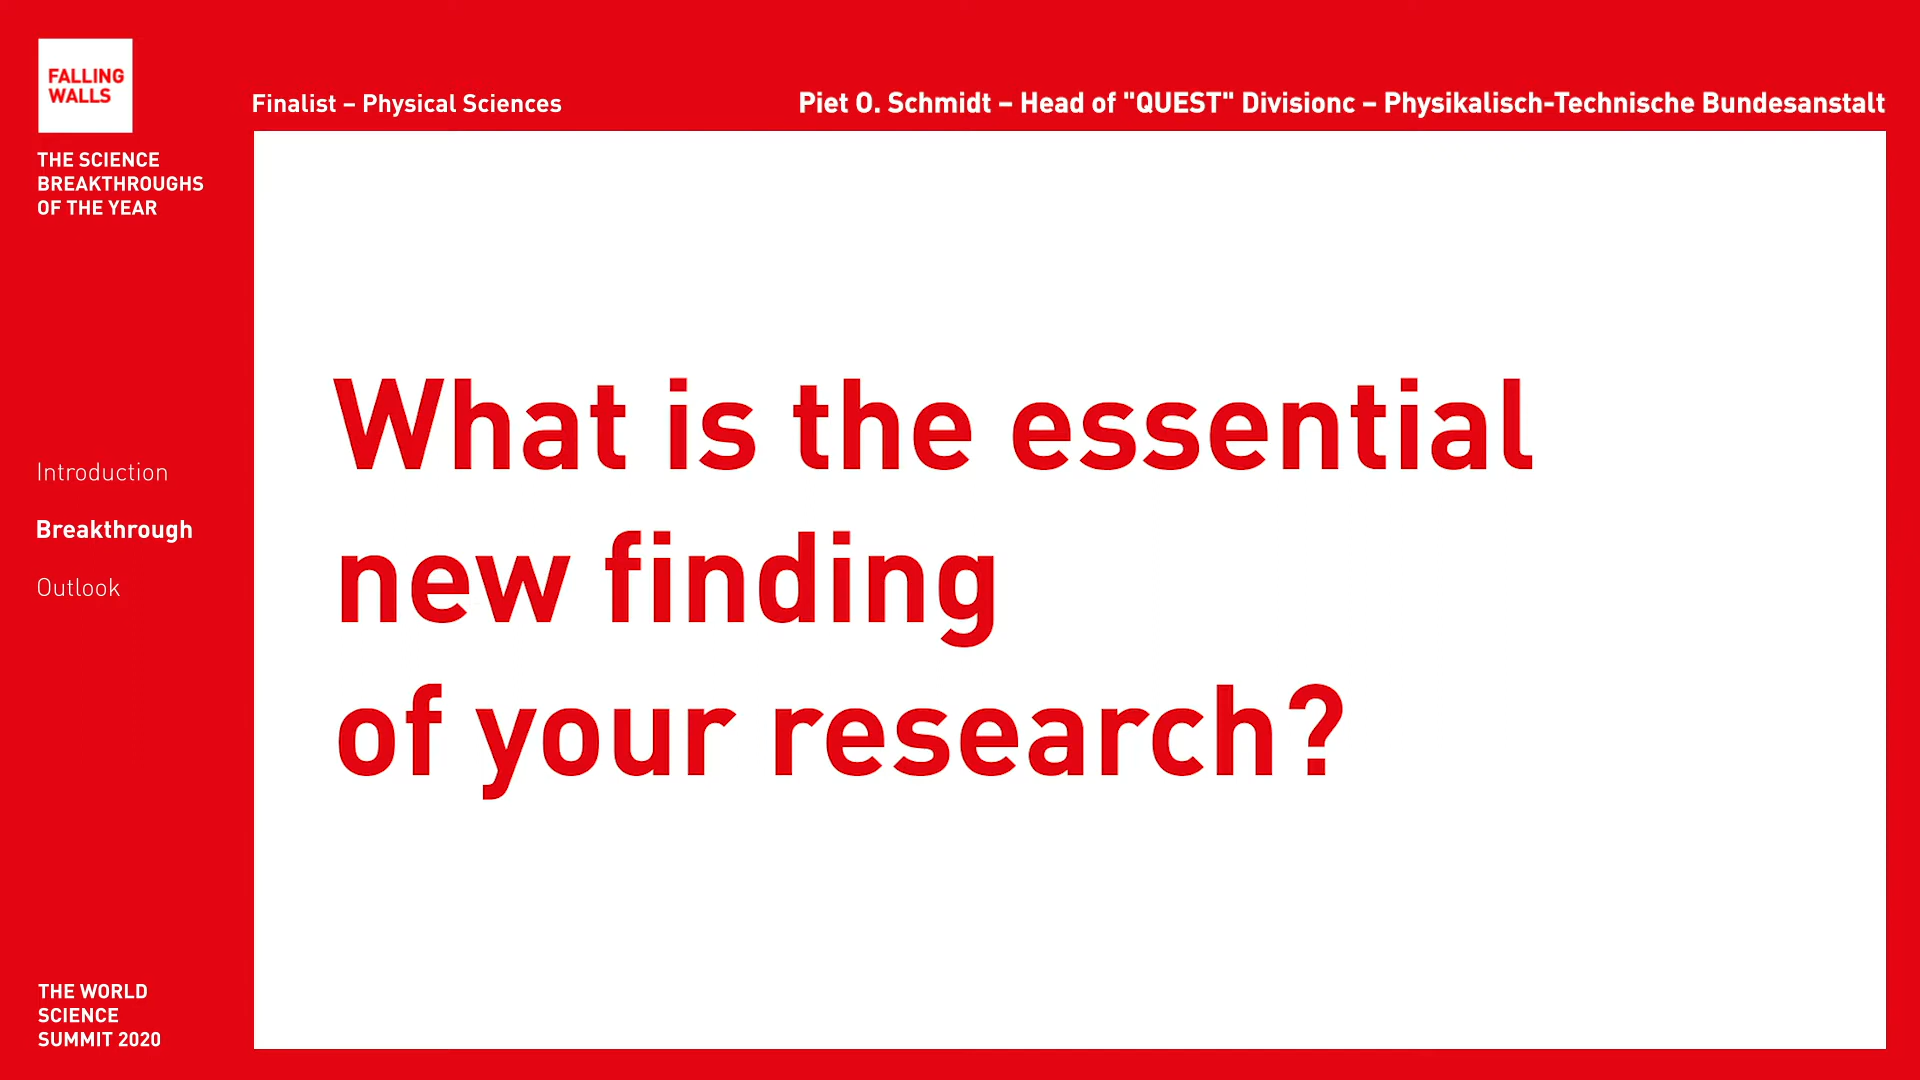 FALLING
WALLS
THE SCIENCE
BREAKTHROUGHS
OF THE YEAR
Finalist – Physical Sciences
Piet O. Schmidt – Head of "QUEST" Divisionc – Physikalisch-Technische Bundesanstalt
Introduction
Breakthrough
Outlook
What is the essential
new finding
of your research?
THE WORLD
SCIENCE
SUMMIT 2020